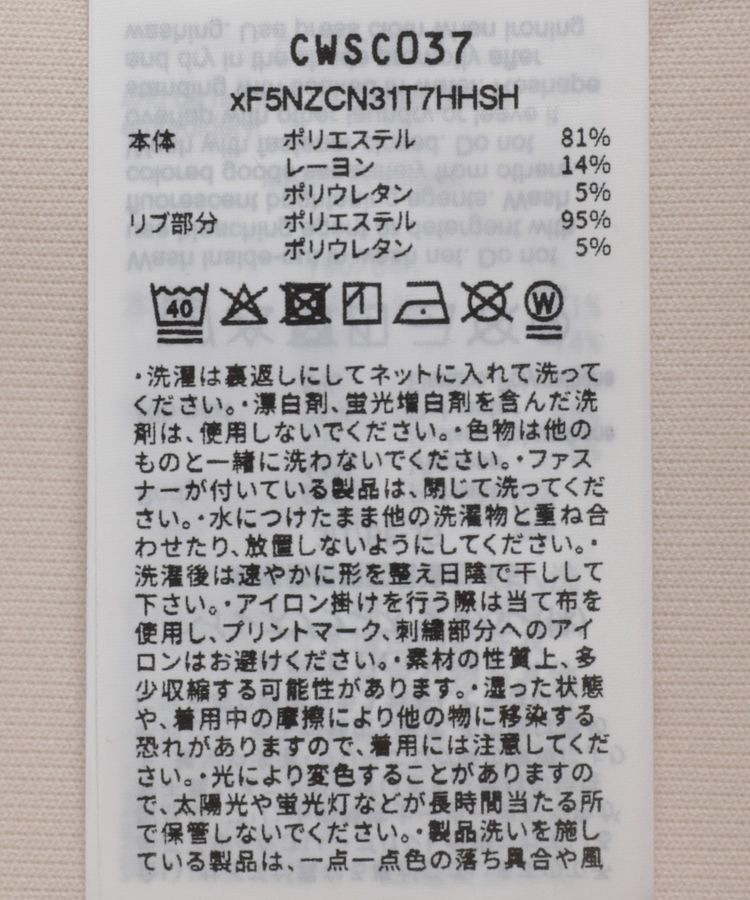 CWSC037
xF5NZCN31T7HHSH
本体 ポリエステル 81%
レーヨン 14%
ポリウレタン 5%
リブ部分 ポリエステル 95%
ポリウレタン 5%
40 W
・洗濯は裏返しにしてネットに入れて洗って
ください。・漂白剤、蛍光増白剤を含んだ洗
剤は、使用しないでください。・色物は他の
ものと一緒に洗わないでください。・ファス
ナーが付いている製品は、閉じて洗ってくだ
さい。・水につけたまま他の洗濯物と重ね合
わせたり、放置しないようにしてください。・
洗濯後は速やかに形を整え日陰で干しして
下さい。・アイロン掛けを行う際は当て布を
使用し、プリントマーク、刺繍部分へのアイ
ロンはお避けください。・素材の性質上、多
少収縮する可能性があります。・湿った状態
や、着用中の摩擦により他の物に移染する
恐れがありますので、着用には注意してくだ
さい。・光により変色することがありますの
で、太陽光や蛍光灯などが長時間当たる所
で保管しないでください。・製品洗いを施し
ている製品は、一点一点色の落ち具合や風